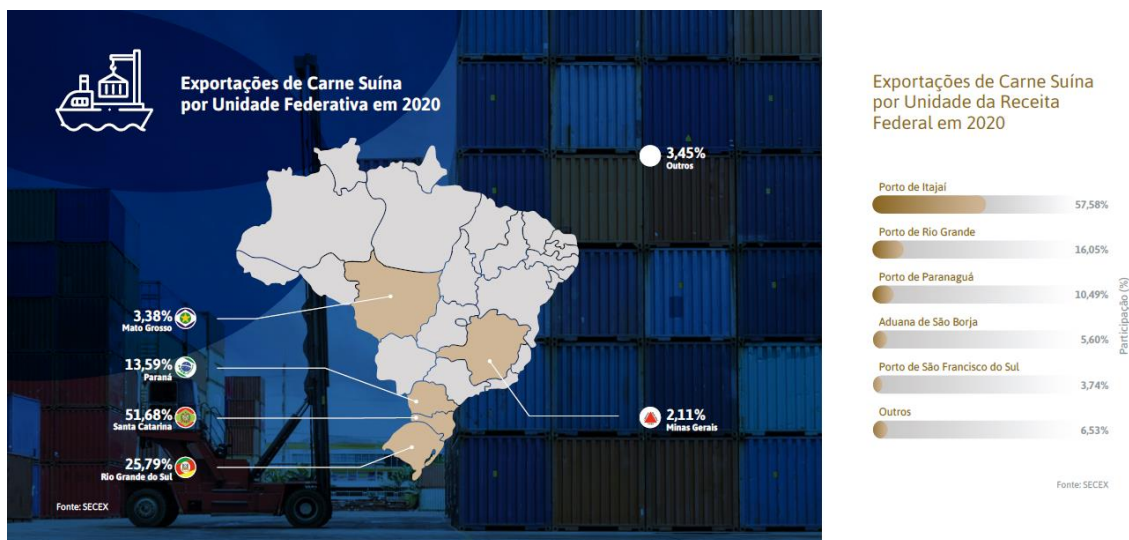 Exportações de Carne Suína
por Unidade Federativa em 2020
3,45%
Outros
3,38%
Mato Grosso
13,59%
Paraná
51,68%
Santa Catarina
25,79%
Rio Grande do Sul
2,11%
Minas Gerais
Fonte: SECEX
Exportações de Carne Suína
por Unidade da Receita
Federal em 2020
Porto de Itajaí
57,58%
Porto de Rio Grande
16,05%
Porto de Paranaguá
10,49%
Aduana de São Borja
5,60%
Porto de São Francisco do Sul
3,74%
Outros
6,53%
Participação (%)
Fonte: SECEX